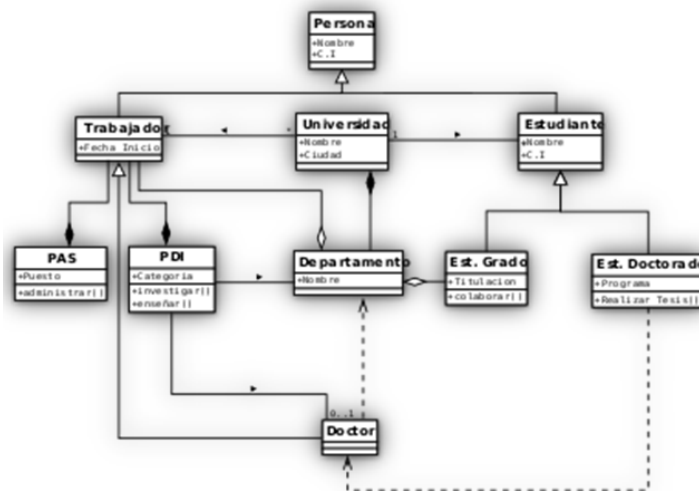 Persona
+Nombre
+C.I
Trabajado
+Fecha Inicio
*
Universidad
+Nombre
+Ciudad
1
Estudiante
+Nombre
+C.I
PAS
+Puesto
+administrar()
PDI
+Categoria
+investigar()
+enseñar()
Departamento
+Nombre
Est. Grado
+Titulacion
+colaborar()
Est. Doctorado
+Programa
+Realizar Tesis()
0..1
Doctor